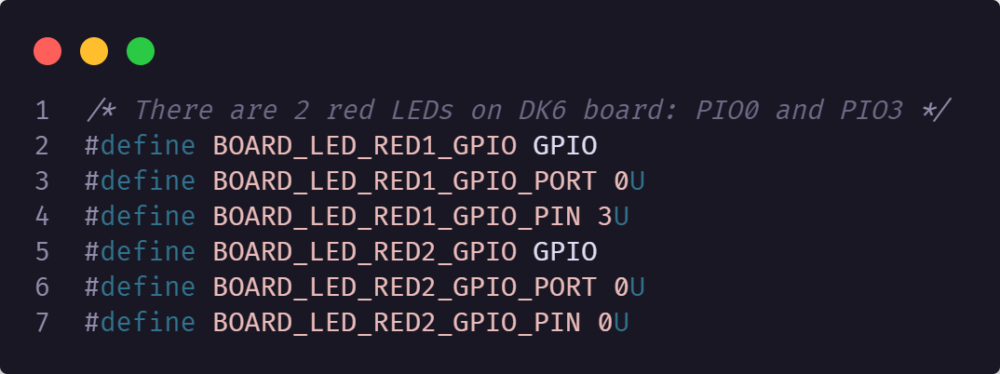 1 /* There are 2 red LEDs on DK6 board: PIO0 and PIO3 */
2 #define BOARD_LED_RED1_GPIO GPIO
3 #define BOARD_LED_RED1_GPIO_PORT 0U
4 #define BOARD_LED_RED1_GPIO_PIN 3U
5 #define BOARD_LED_RED2_GPIO GPIO
6 #define BOARD_LED_RED2_GPIO_PORT 0U
7 #define BOARD_LED_RED2_GPIO_PIN 0U